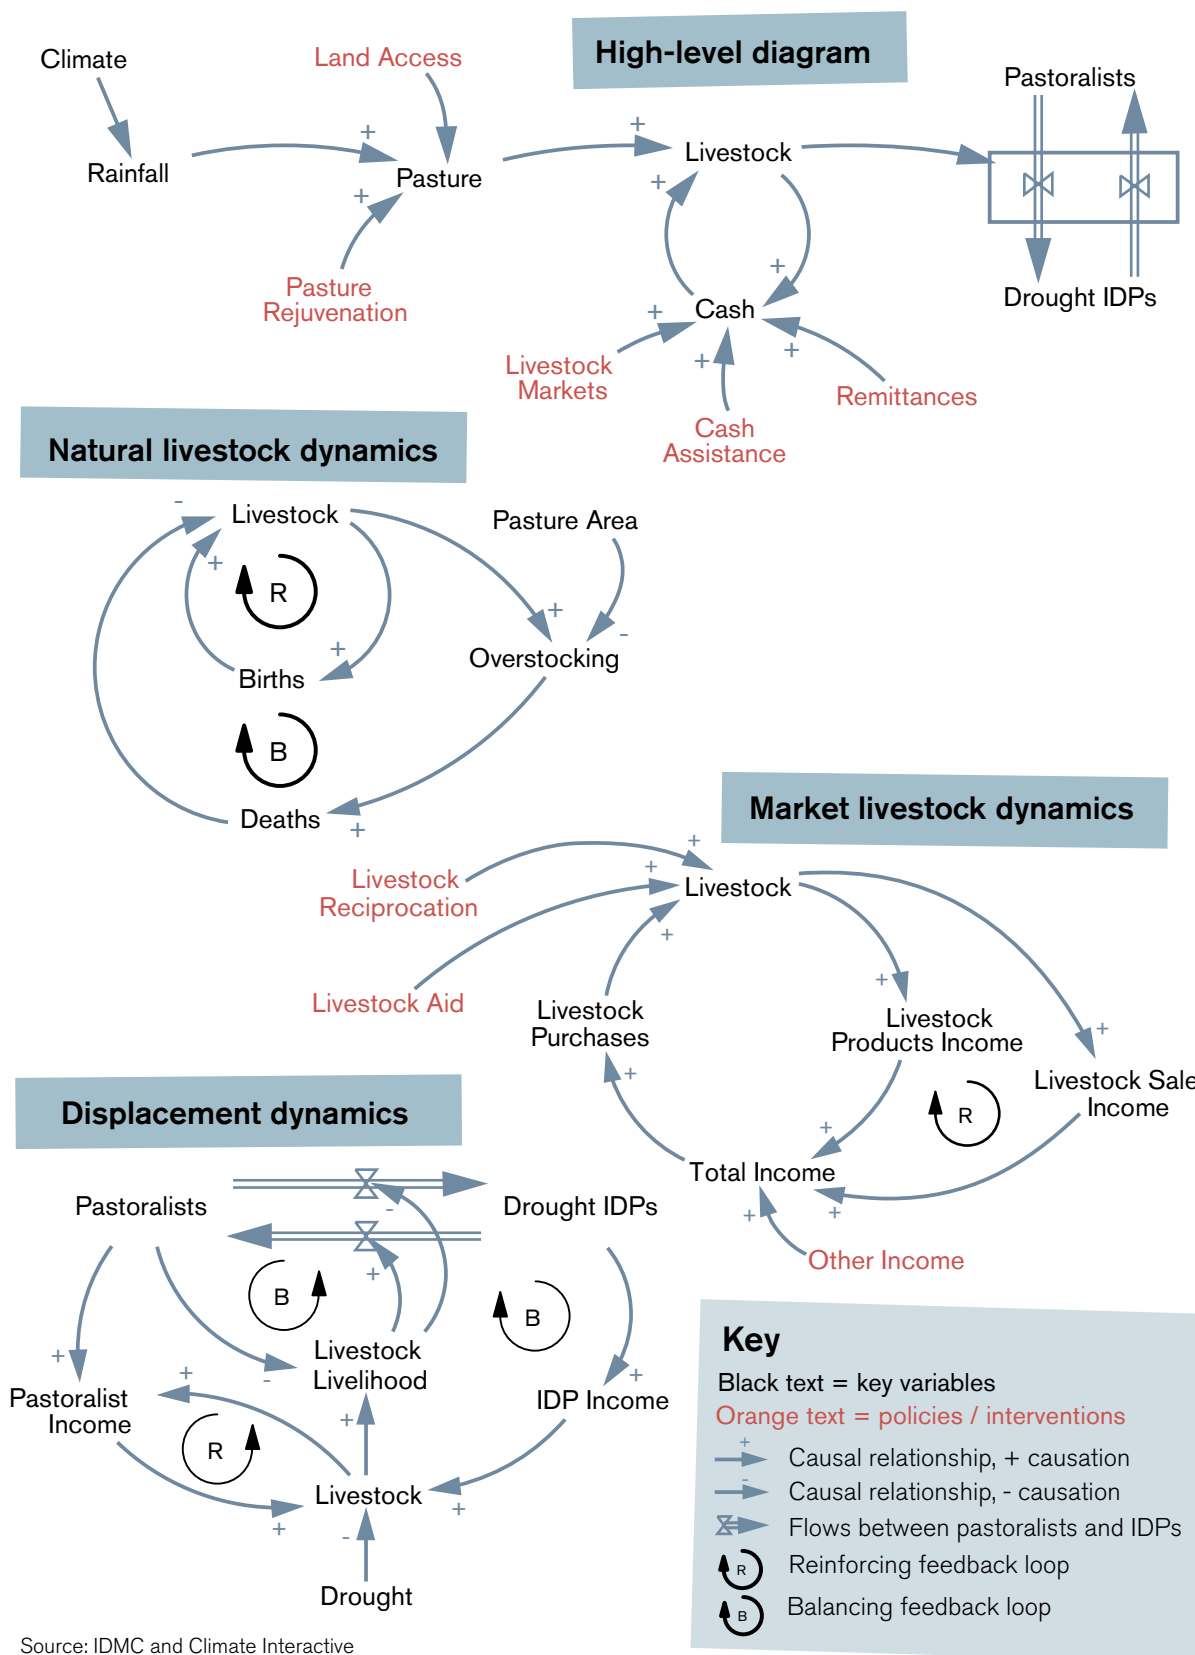 High-level diagram
Climate
Land Access
Pastoralists
Rainfall
+
Pasture
+
Livestock
+
+
Pasture
Rejuvenation
+
Cash
Drought IDPs
+
+
+
Livestock
Markets
Remittances
Cash
Assistance
Natural livestock dynamics
-
Livestock
Pasture Area
+
R
+
-
+
Births
Overstocking
B
Deaths
+
Market livestock dynamics
+
+
Livestock
Reciprocation
Livestock
+
Livestock Aid
+
Livestock
Purchases
Livestock
Products Income
+
+
Livestock Sale
Income
R
+
Total Income
+
+
Other Income
Displacement dynamics
Pastoralists
Drought IDPs
-
+
B
B
+
-
Livestock
Livelihood
+
+
Pastoralist
Income
IDP Income
+
R
Livestock
+
+
-
Drought
Key
Black text = key variables
Orange text = policies / interventions
+
Causal relationship, + causation
-
Causal relationship, - causation
Flows between pastoralists and IDPs
R
Reinforcing feedback loop
B
Balancing feedback loop
Source: IDMC and Climate Interactive